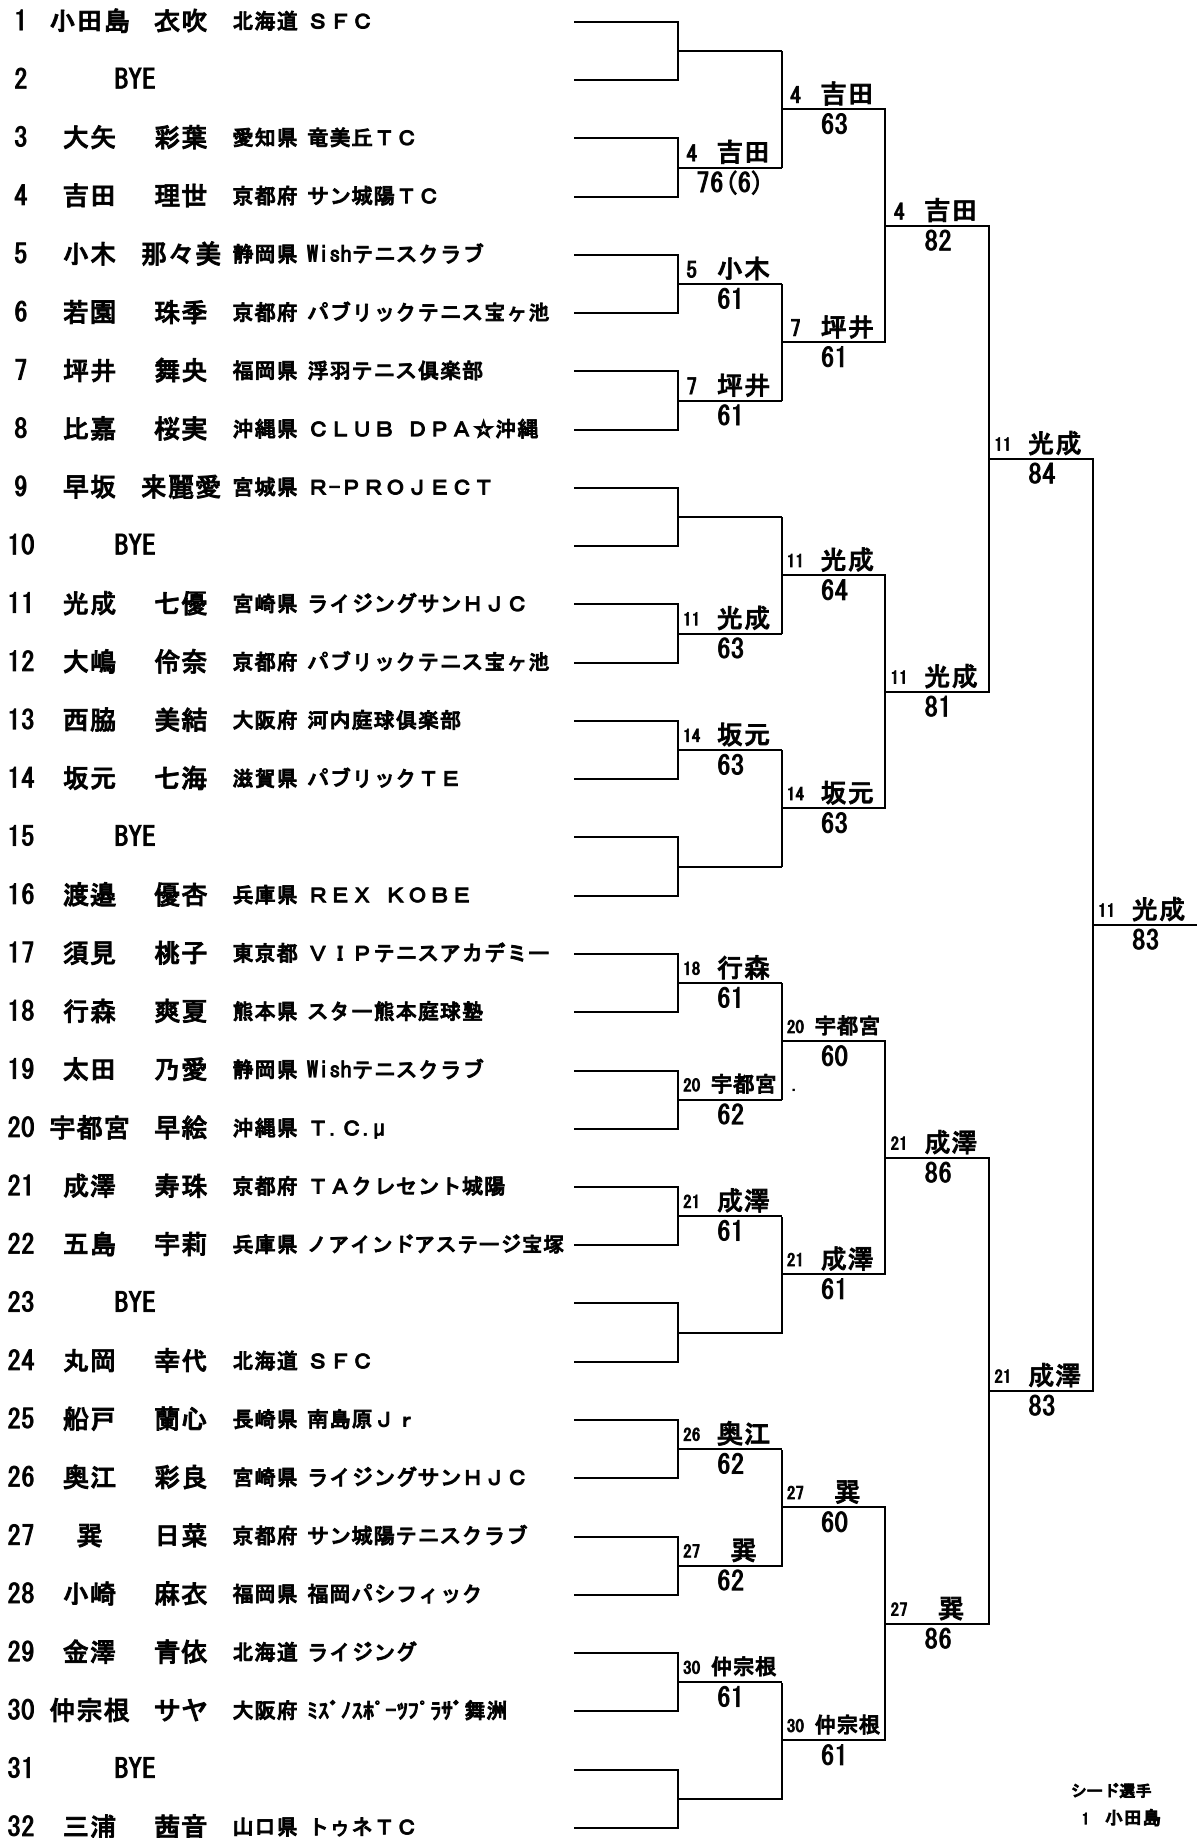 1 小田島 衣吹 北海道 ＳＦＣ
2 BYE
3 大矢 彩葉 愛知県 竜美丘ＴＣ
4 吉田 理世 京都府 サン城陽ＴＣ
5 小木 那々美 静岡県 Wishテニスクラブ
6 若園 珠季 京都府 パブリックテニス宝ヶ池
7 坪井 舞央 福岡県 浮羽テニス倶楽部
8 比嘉 桜実 沖縄県 ＣＬＵＢ ＤＰＡ☆沖縄
9 早坂 来麗愛 宮城県 Ｒ−ＰＲＯＪＥＣＴ
10 BYE
11 光成 七優 宮崎県 ライジングサンＨＪＣ
12 大嶋 伶奈 京都府 パブリックテニス宝ヶ池
13 西脇 美結 大阪府 河内庭球倶楽部
14 坂元 七海 滋賀県 パブリックＴＥ
15 BYE
16 渡邉 優杏 兵庫県 ＲＥＸ ＫＯＢＥ
17 須見 桃子 東京都 ＶＩＰテニスアカデミー
18 行森 爽夏 熊本県 スター熊本庭球塾
19 太田 乃愛 静岡県 Wishテニスクラブ
20 宇都宮 早絵 沖縄県 Ｔ.Ｃ.μ
21 成澤 寿珠 京都府 ＴＡクレセント城陽
22 五島 宇莉 兵庫県 ノアインドアステージ宝塚
23 BYE
24 丸岡 幸代 北海道 ＳＦＣ
25 船戸 蘭心 長崎県 南島原Ｊｒ
26 奥江 彩良 宮崎県 ライジングサンＨＪＣ
27 巽 日菜 京都府 サン城陽テニスクラブ
28 小崎 麻衣 福岡県 福岡パシフィック
29 金澤 青依 北海道 ライジング
30 仲宗根 サヤ 大阪府 ﾐｽﾞﾉｽﾎﾟｰﾂﾌﾟﾗｻﾞ舞洲
31 BYE
32 三浦 茜音 山口県 トゥネＴＣ
4 吉田
76(6)
5 小木
61
7 坪井
61
11 光成
63
14 坂元
63
18 行森
61
20 宇都宮 .
62
21 成澤
61
26 奥江
62
27 巽
62
30 仲宗根
61
4 吉田
63
7 坪井
61
11 光成
64
14 坂元
63
20 宇都宮
60
21 成澤
61
27 巽
60
30 仲宗根
61
4 吉田
82
11 光成
81
21 成澤
86
27 巽
86
11 光成
84
21 成澤
83
11 光成
83
シード選手
1 小田島